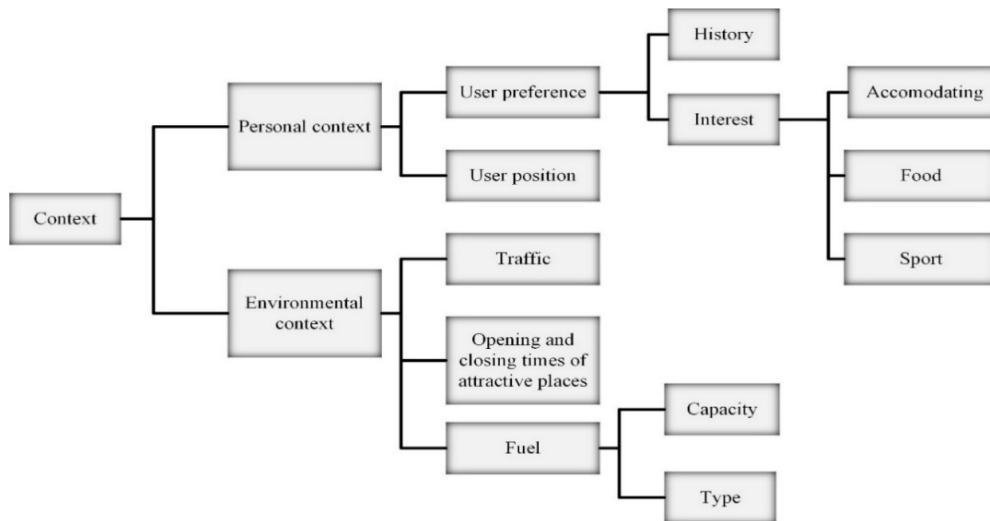 Context
Personal context
Environmental
context
User preference
User position
Traffic
Opening and
closing times of
attractive places
Fuel
History
Interest
Capacity
Type
Accomodating
Food
Sport